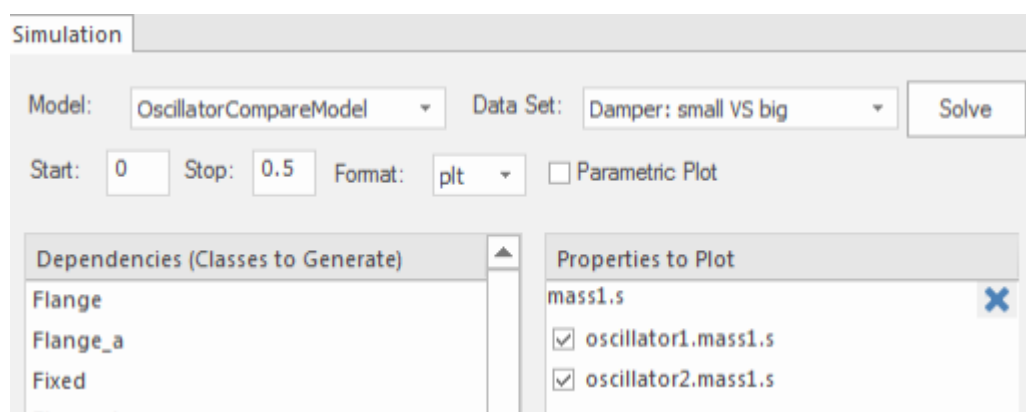 Simulation
Model: OscillatorCompareModel Data Set: Damper: small VS big Solve
Start: 0 Stop: 0.5 Format: plt Parametric Plot
Dependencies (Classes to Generate) Properties to Plot
Flange mass1.s
Flange_a oscillator1.mass1.s
Fixed oscillator2.mass1.s